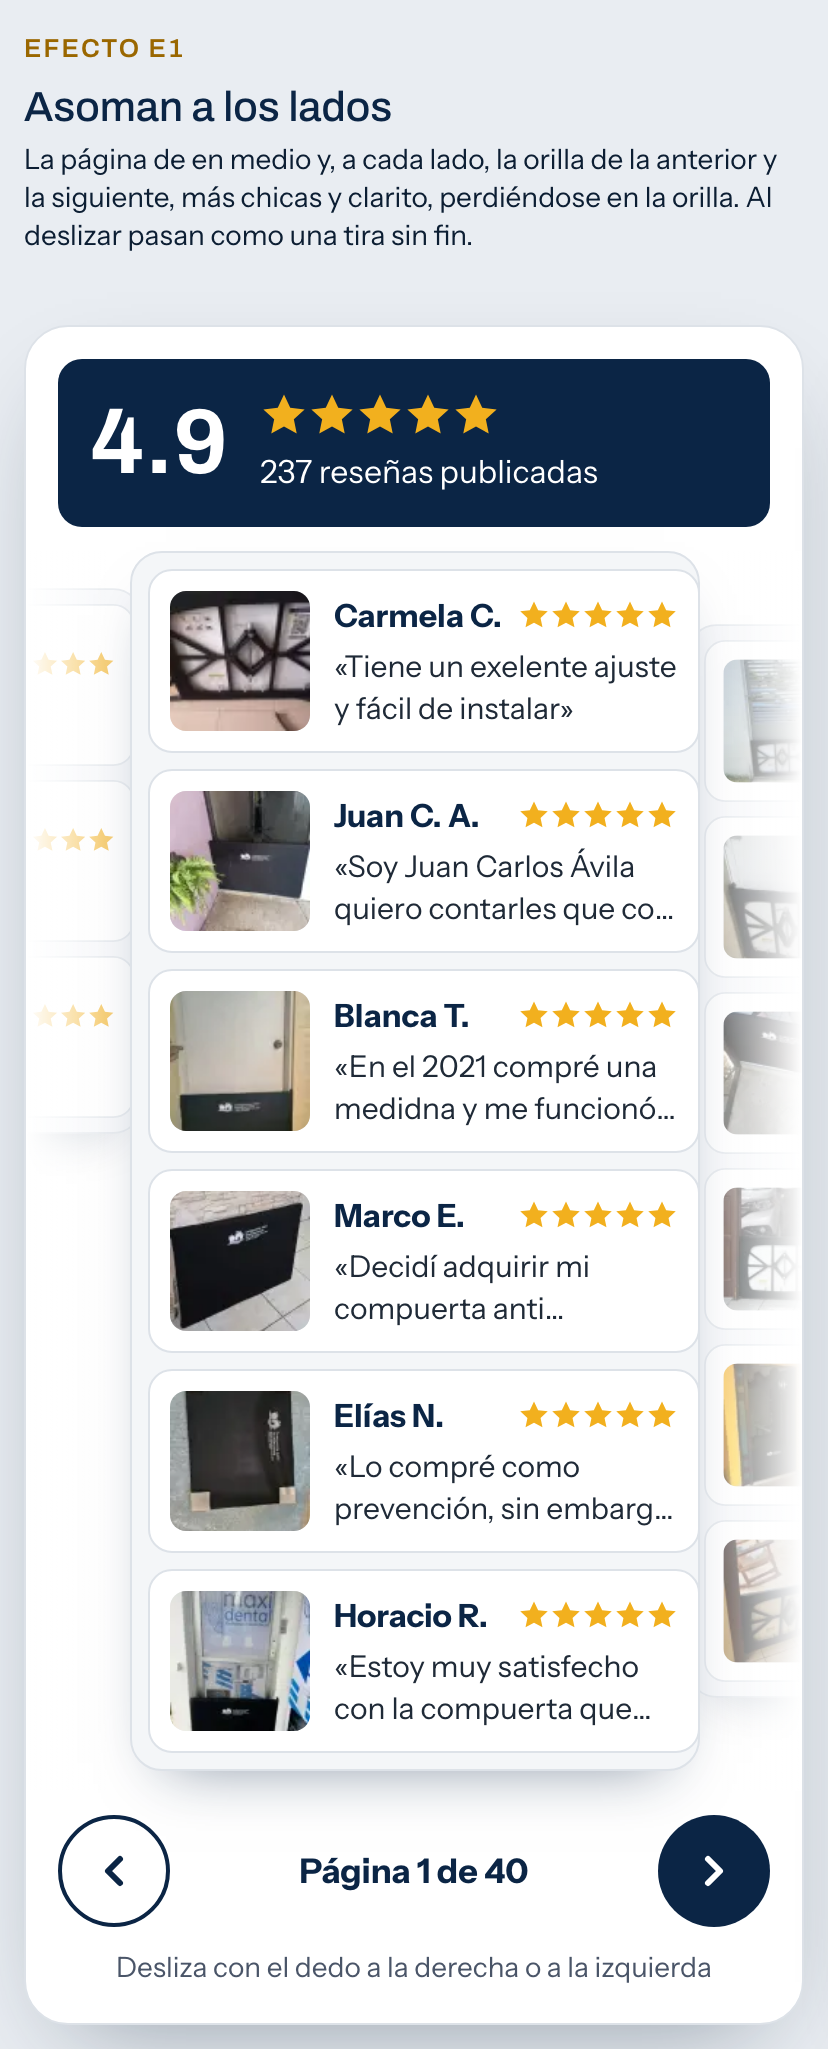 EFECTO E1
Asoman a los lados
La página de en medio y, a cada lado, la orilla de la anterior y
la siguiente, más chicas y clarito, perdiéndose en la orilla. Al
deslizar pasan como una tira sin fin.
4.9
237 reseñas publicadas
Carmela C.
«Tiene un exelente ajuste
y fácil de instalar»
Juan C. A.
«Soy Juan Carlos Ávila
quiero contarles que co...
Blanca T.
«En el 2021 compré una
medidna y me funcionó...
Marco E.
«Decidí adquirir mi
compuerta anti...
Elías N.
«Lo compré como
prevención, sin embarg...
maxi
dental
Horacio R.
«Estoy muy satisfecho
con la compuerta que...
Página 1 de 40
Desliza con el dedo a la derecha o a la izquierda